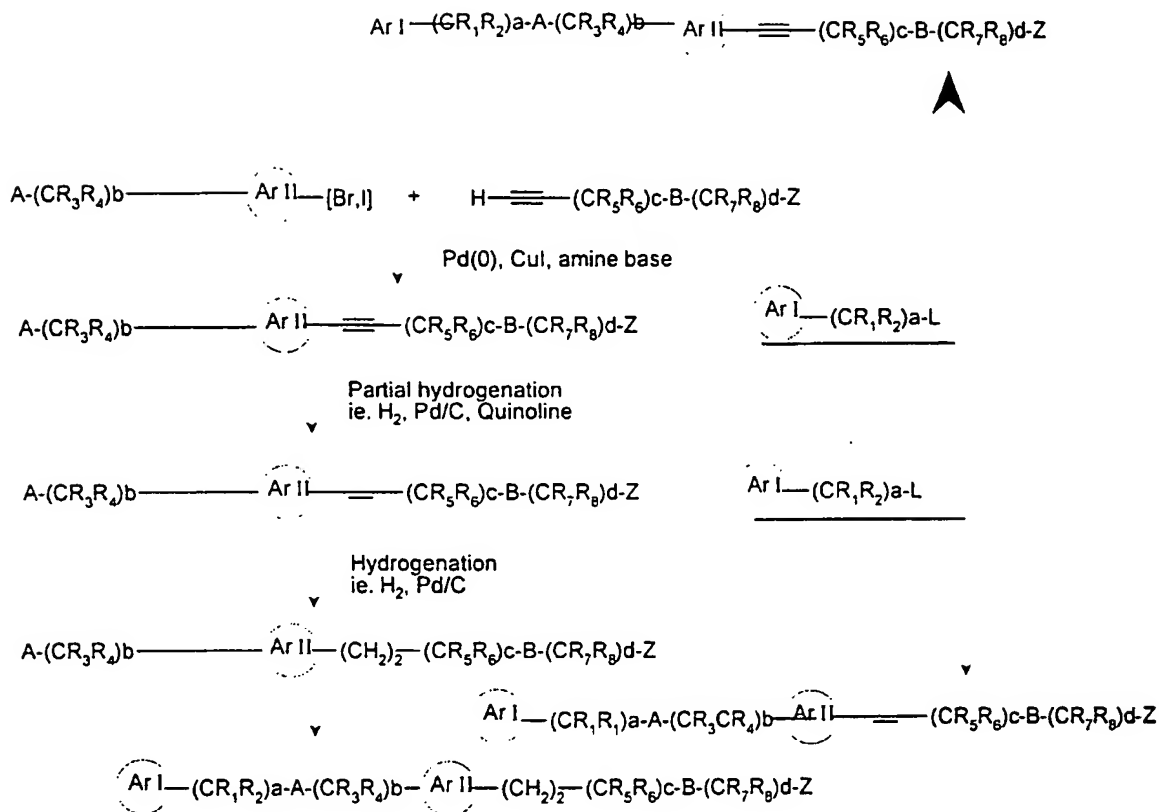 Ar I—(CR₁R₂)a-A-(CR₃R₄)b—Ar II—≡—(CR₅R₆)c-B-(CR₇R₈)d-Z
A-(CR₃R₄)b—Ar II—[Br,I] + H—≡—(CR₅R₆)c-B-(CR₇R₈)d-Z
Pd(0), CuI, amine base
A-(CR₃R₄)b—Ar II—≡—(CR₅R₆)c-B-(CR₇R₈)d-Z
Ar I—(CR₁R₂)a-L
Partial hydrogenation
ie. H₂, Pd/C, Quinoline
A-(CR₃R₄)b—Ar II—=—(CR₅R₆)c-B-(CR₇R₈)d-Z
Ar I—(CR₁R₂)a-L
Hydrogenation
ie. H₂, Pd/C
A-(CR₃R₄)b—Ar II—(CH₂)₂—(CR₅R₆)c-B-(CR₇R₈)d-Z
Ar I—(CR₁R₁)a-A-(CR₃CR₄)b—Ar II—=—(CR₅R₆)c-B-(CR₇R₈)d-Z
Ar I—(CR₁R₂)a-A-(CR₃R₄)b—Ar II—(CH₂)₂—(CR₅R₆)c-B-(CR₇R₈)d-Z